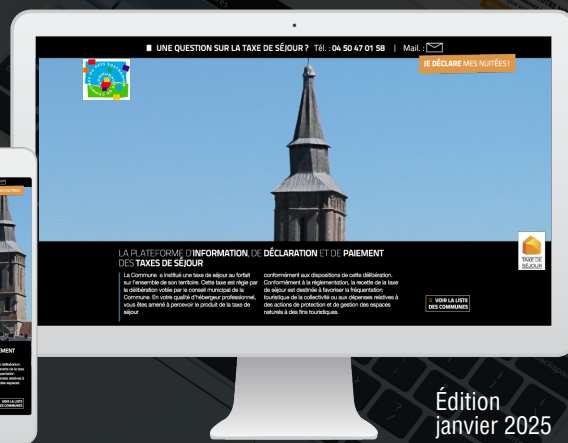 UNE QUESTION SUR LA TAXE DE SÉJOUR ? Tél. : 04 50 47 01 58 | Mail. :
JE DÉCLARE MES NUITÉES !
LA PLATEFORME D'INFORMATION, DE DÉCLARATION ET DE PAIEMENT
DES TAXES DE SÉJOUR
La Commune a institué une taxe de séjour au forfait
sur l'ensemble de son territoire. Cette taxe est régie par
la délibération votée par le conseil municipal de la
Commune. En votre qualité d'hébergeur professionnel,
vous êtes amené à percevoir le produit de la taxe de
séjour
conformément aux dispositions de cette délibération.
Conformément à la réglementation, la recette de la taxe
de séjour est destinée à favoriser la fréquentation
touristique de la collectivité ou aux dépenses relatives à
des actions de protection et de gestion des espaces
naturels à des fins touristiques.
TAXE DE
SÉJOUR
VOIR LA LISTE
DES COMMUNES
VOIR LA LISTE
DES COMMUNES
Édition
janvier 2025